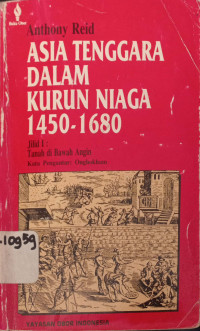 Anthony Reid
ASIA TENGGARA
DALAM
KURUN NIAGA
1450-1680
Jilid I :
Tanah di Bawah Angin
Kata Pengantar: Onghokham
10959
YAYASAN OBOR INDONESIA